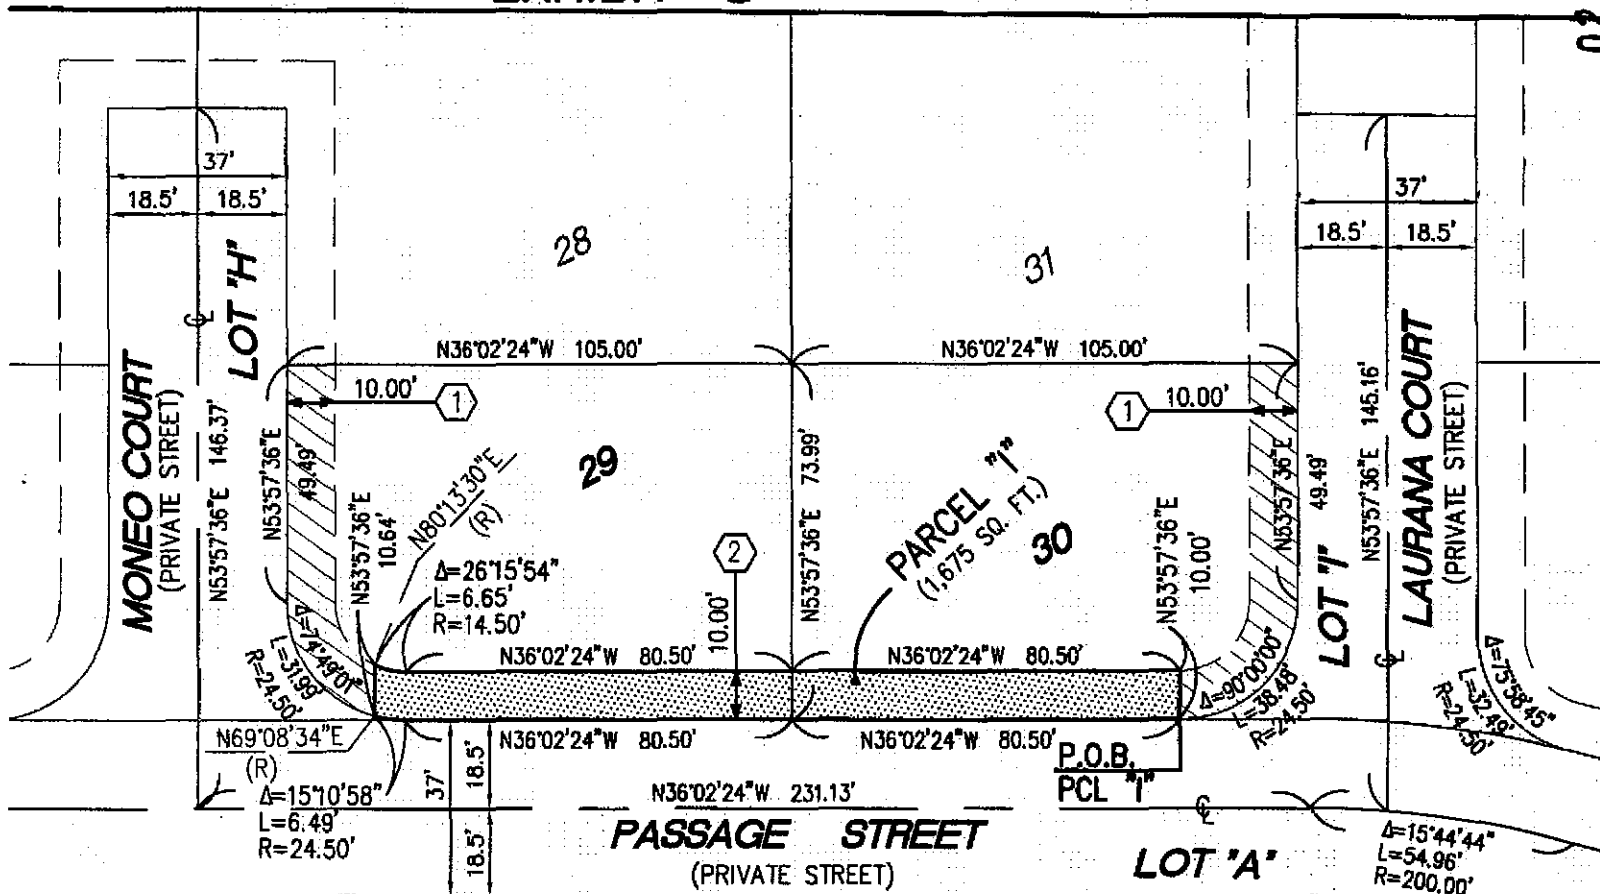 37'
18.5' 18.5'
37'
18.5' 18.5'
LOT "H"
28
31
N36°02'24"W 105.00'
N36°02'24"W 105.00'
10.00' 1
1 10.00'
MONEO COURT
(PRIVATE STREET)
N53°57'36"E 146.37'
N53°57'36"E
49.49'
29
N80°13'30"E
(R)
N53°57'36"E
10.64'
Δ=26°15'54"
L=6.65'
R=14.50'
2
10.00'
N53°57'36"E 73.99'
PARCEL "1"
(1,675 SQ. FT.)
30
N53°57'36"E
10.00'
N53°57'36"E
49.49'
LOT "I"
N53°57'36"E 145.16'
LAURANA COURT
(PRIVATE STREET)
Δ=74°49'01"
L=31.99'
R=24.50'
N36°02'24"W 80.50'
N36°02'24"W 80.50'
Δ=90°00'00"
L=38.48'
R=24.50'
Δ=75°58'45"
L=32.49'
R=24.50'
N69°08'34"E
(R)
N36°02'24"W 80.50'
N36°02'24"W 80.50'
P.O.B.
PCL "1"
Δ=15°10'58"
L=6.49'
R=24.50'
37'
18.5'
18.5'
N36°02'24"W 231.13'
PASSAGE STREET
(PRIVATE STREET)
LOT "A"
Δ=15°44'44"
L=54.96'
R=200.00'